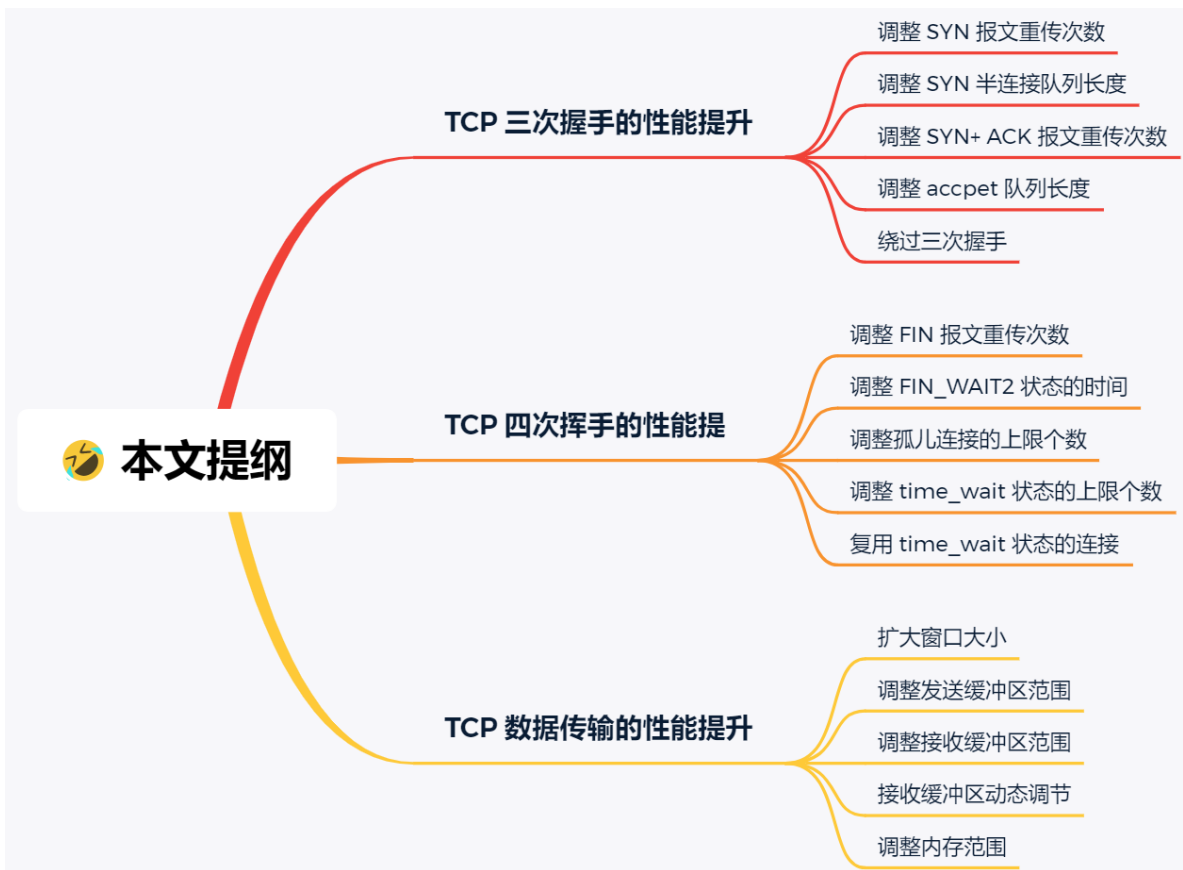 本文提纲
TCP 三次握手的性能提升
调整 SYN 报文重传次数
调整 SYN 半连接队列长度
调整 SYN+ ACK 报文重传次数
调整 accpet 队列长度
绕过三次握手
TCP 四次挥手的性能提
调整 FIN 报文重传次数
调整 FIN_WAIT2 状态的时间
调整孤儿连接的上限个数
调整 time_wait 状态的上限个数
复用 time_wait 状态的连接
TCP 数据传输的性能提升
扩大窗口大小
调整发送缓冲区范围
调整接收缓冲区范围
接收缓冲区动态调节
调整内存范围